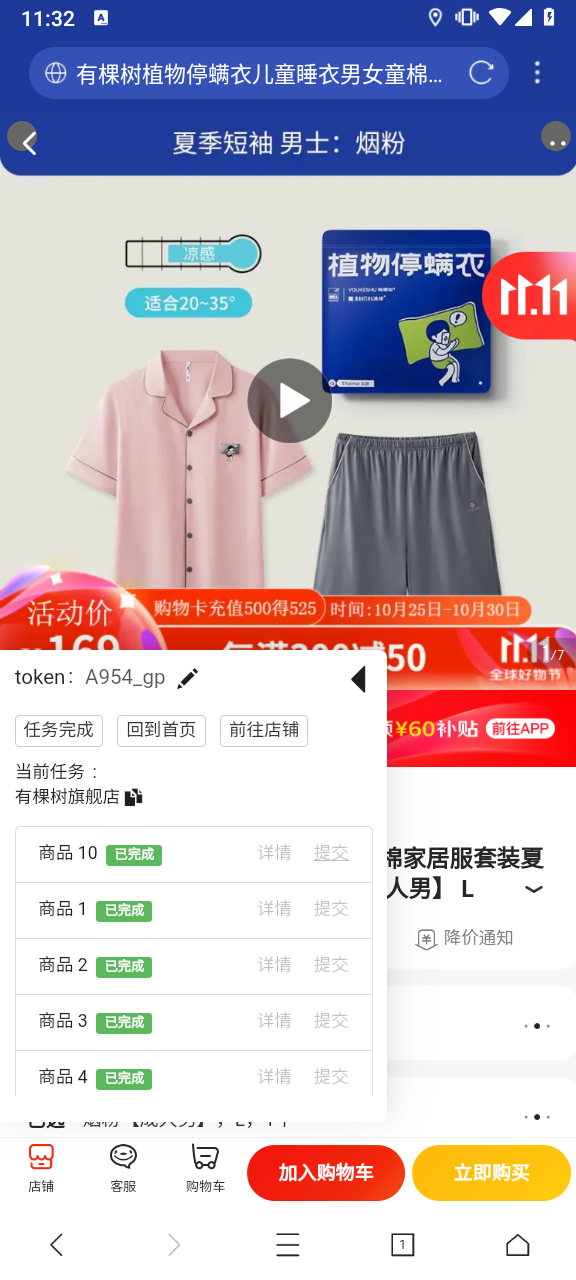 11:32
A
有棵树植物停螨衣儿童睡衣男女童棉...
夏季短袖 男士：烟粉
凉感
适合20~35°
植物停螨衣
11.11
活动价
购物卡充值500得525
时间:10月25日-10月30日
¥169
每满300减50
11.11
全球好物节
/7
¥60补贴
前往APP
token： A954_gp
任务完成
回到首页
前往店铺
当前任务 ：
有棵树旗舰店
商品 10 已完成 详情 提交
商品 1 已完成 详情 提交
商品 2 已完成 详情 提交
商品 3 已完成 详情 提交
商品 4 已完成 详情 提交
棉家居服套装夏
人男】 L
降价通知
店铺
客服
购物车
加入购物车
立即购买
1